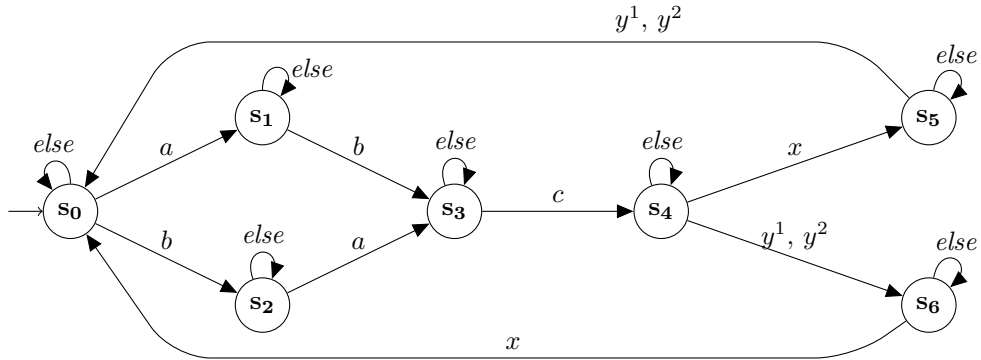 y¹, y²
else
else
s₁
s₅
else
a
b
else
else
x
s₀
s₃
c
s₄
b
else
a
y¹, y²
else
s₂
s₆
x